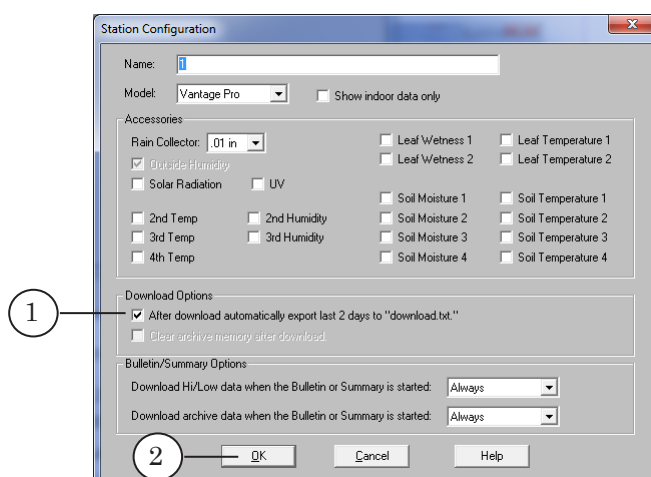 Station Configuration
Name: 1
Model: Vantage Pro Show indoor data only
Accessories
Rain Collector: .01 in Leaf Wetness 1 Leaf Temperature 1
Outside Humidity Leaf Wetness 2 Leaf Temperature 2
Solar Radiation UV
Soil Moisture 1 Soil Temperature 1
2nd Temp 2nd Humidity Soil Moisture 2 Soil Temperature 2
3rd Temp 3rd Humidity Soil Moisture 3 Soil Temperature 3
4th Temp Soil Moisture 4 Soil Temperature 4
Download Options
1 After download automatically export last 2 days to "download.txt."
Clear archive memory after download.
Bulletin/Summary Options
Download Hi/Low data when the Bulletin or Summary is started: Always
Download archive data when the Bulletin or Summary is started: Always
2 OK Cancel Help